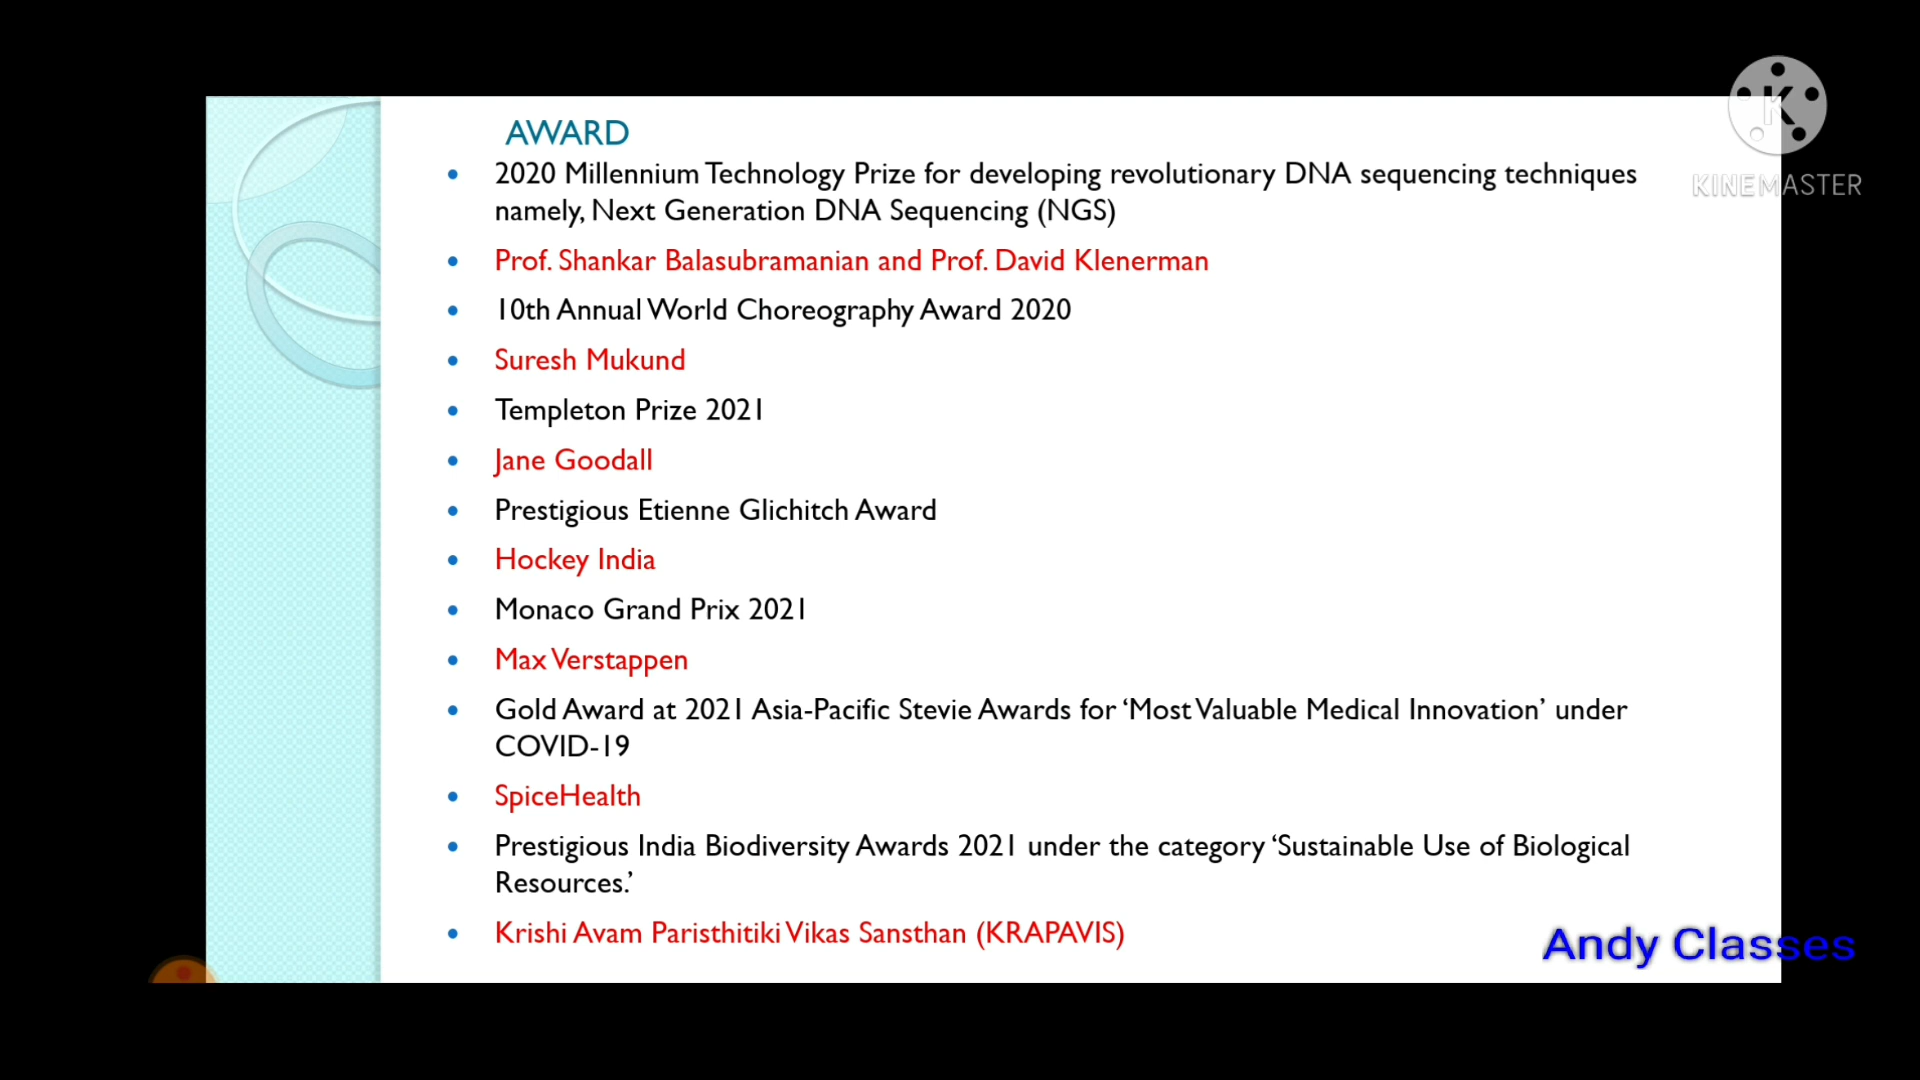 K
KINEMASTER
AWARD
2020 Millennium Technology Prize for developing revolutionary DNA sequencing techniques
namely, Next Generation DNA Sequencing (NGS)
Prof. Shankar Balasubramanian and Prof. David Klenerman
10th Annual World Choreography Award 2020
Suresh Mukund
Templeton Prize 2021
Jane Goodall
Prestigious Etienne Glichitch Award
Hockey India
Monaco Grand Prix 2021
Max Verstappen
Gold Award at 2021 Asia-Pacific Stevie Awards for ‘Most Valuable Medical Innovation’ under
COVID-19
SpiceHealth
Prestigious India Biodiversity Awards 2021 under the category ‘Sustainable Use of Biological
Resources.’
Krishi Avam Paristhitiki Vikas Sansthan (KRAPAVIS)
Andy Classes